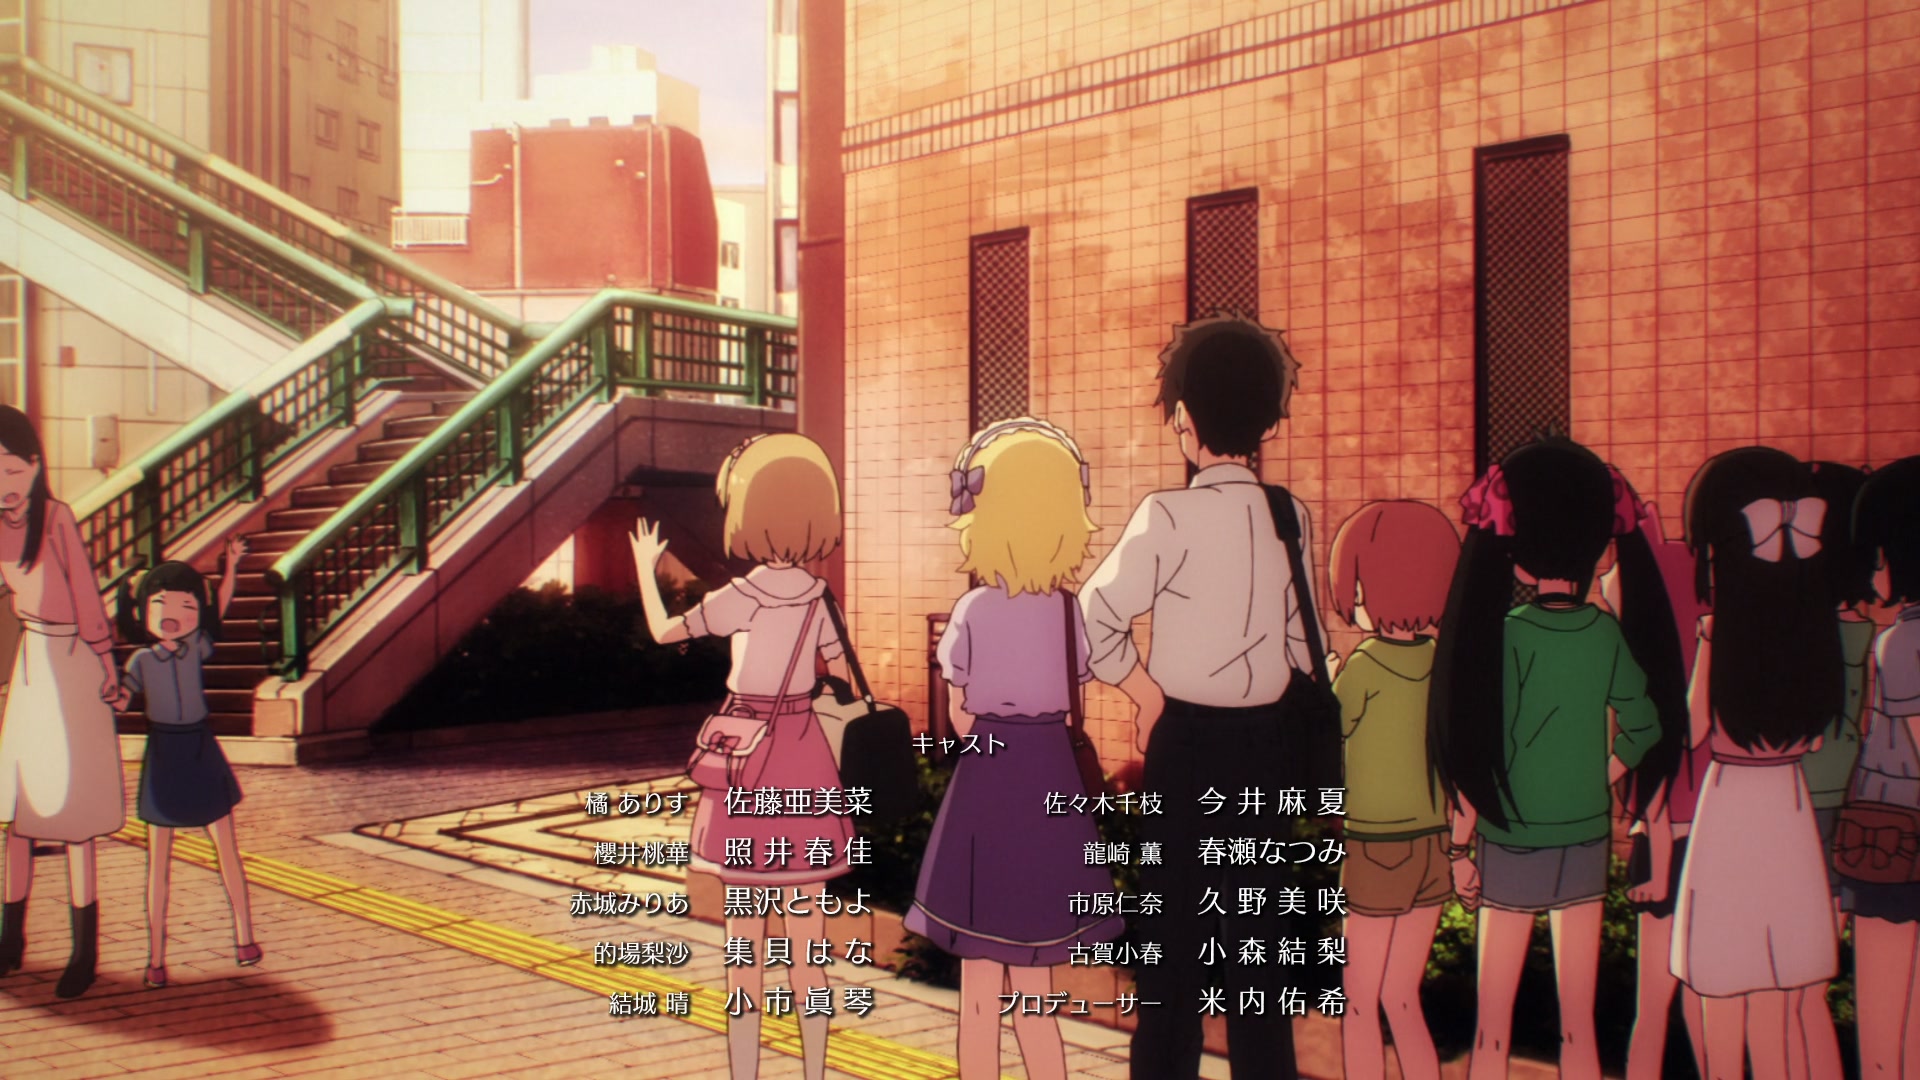 キャスト
橘 ありす 佐藤亜美菜
櫻井桃華 照井春佳
赤城みりあ 黒沢ともよ
的場梨沙 集貝はな
結城 晴 小市眞琴
佐々木千枝 今井麻夏
龍崎 薫 春瀬なつみ
市原仁奈 久野美咲
古賀小春 小森結梨
プロデューサー 米内佑希